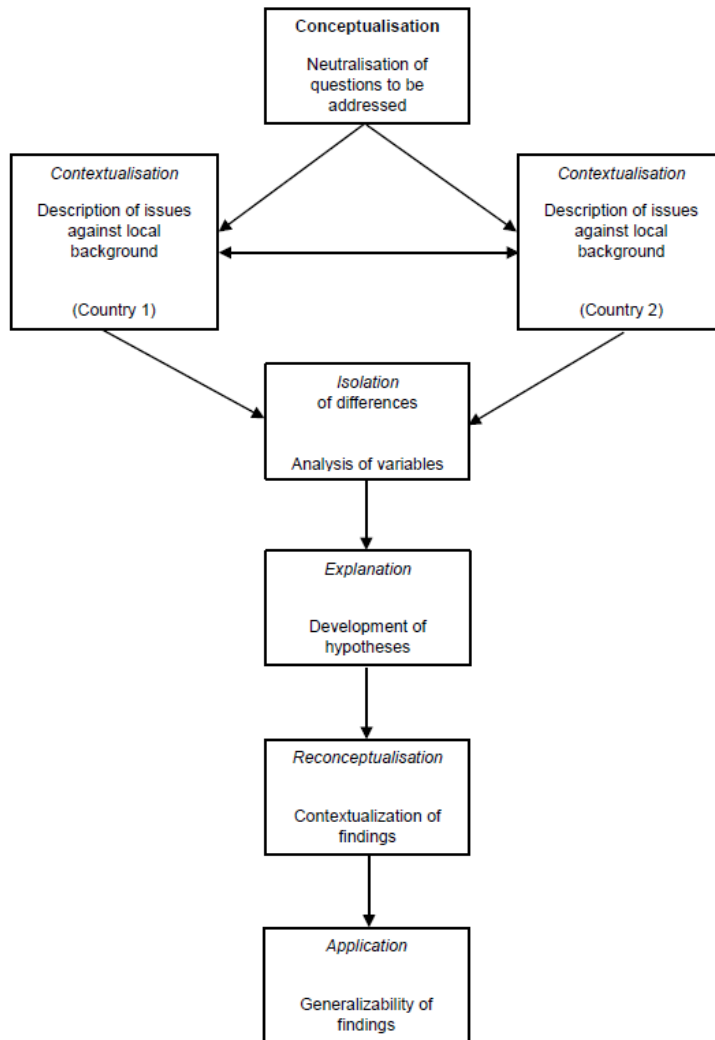 Conceptualisation
Neutralisation of
questions to be
addressed
Contextualisation
Description of issues
against local
background
(Country 1)
Contextualisation
Description of issues
against local
background
(Country 2)
Isolation
of differences
Analysis of variables
Explanation
Development of
hypotheses
Reconceptualisation
Contextualization of
findings
Application
Generalizability of
findings